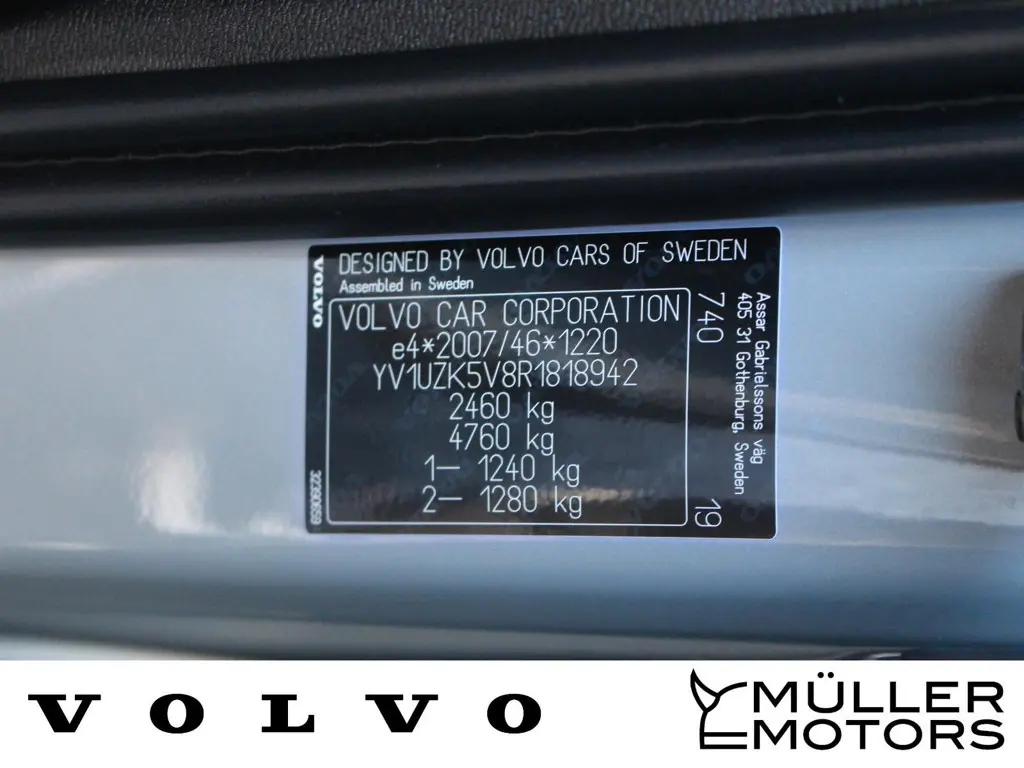 VOLVO
DESIGNED BY VOLVO CARS OF SWEDEN
Assembled in Sweden
VOLVO CAR CORPORATION
e4*2007/46*1220
YV1UZK5V8R1818942
2460 kg
4760 kg
1– 1240 kg
2– 1280 kg
740
19
Assar Gabrielssons väg
405 31 Gothenburg, Sweden
VOLVO
MÜLLER
MOTORS